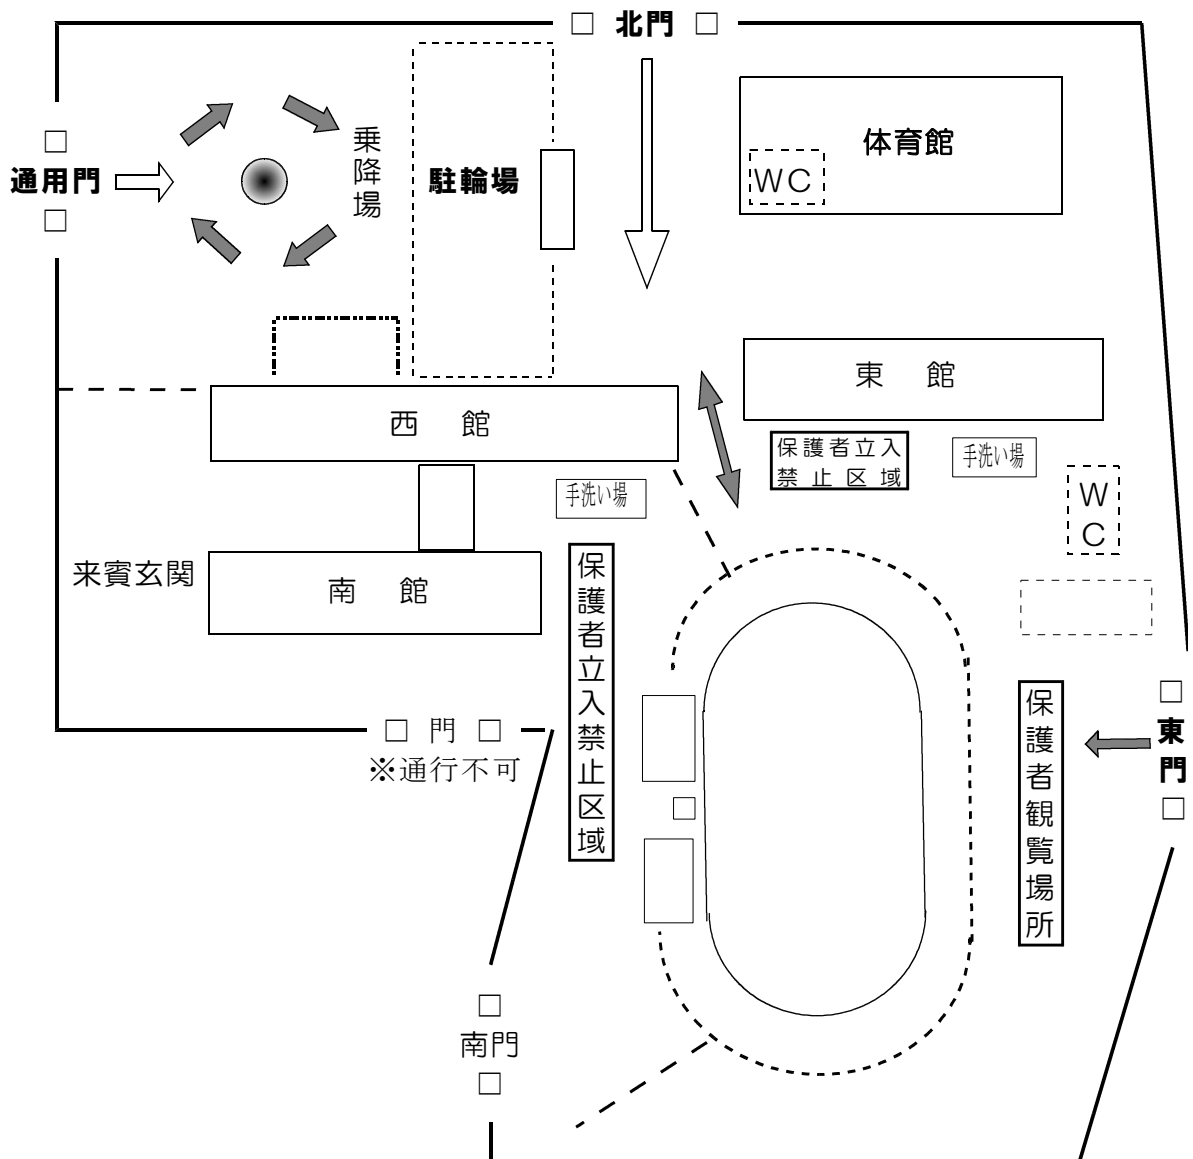 □ 北門 □
□
通用門
□
乗降場
駐輪場
体育館
WC
東 館
西 館
保護者立入
禁止区域
手洗い場
手洗い場
WC
来賓玄関
南 館
保護者立入禁止区域
□ 門 □
※通行不可
保護者観覧場所
□
東門
□
□
南門
□